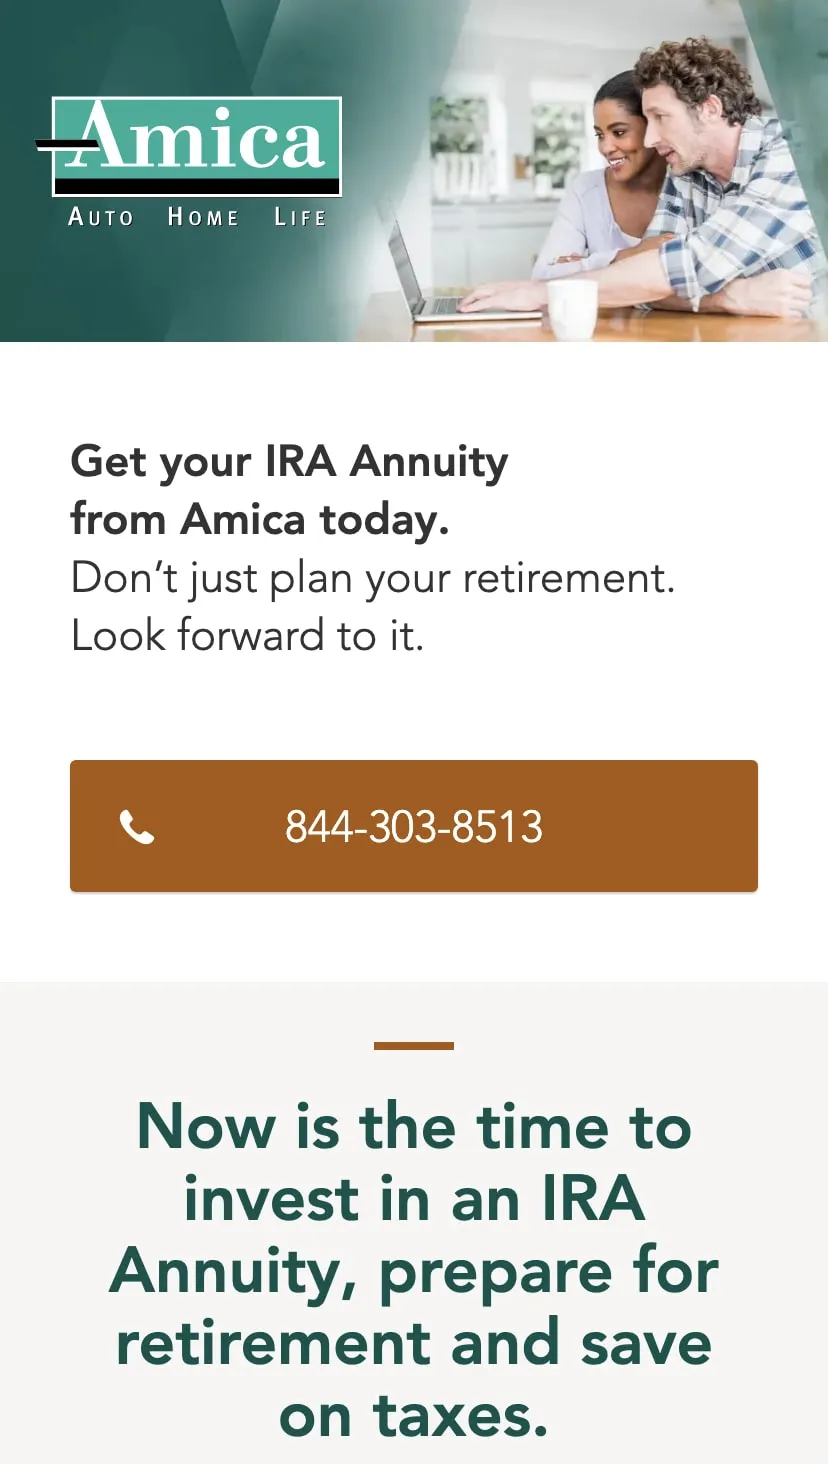 Amica
AUTO HOME LIFE
Get your IRA Annuity
from Amica today.
Don’t just plan your retirement.
Look forward to it.
844-303-8513
Now is the time to
invest in an IRA
Annuity, prepare for
retirement and save
on taxes.